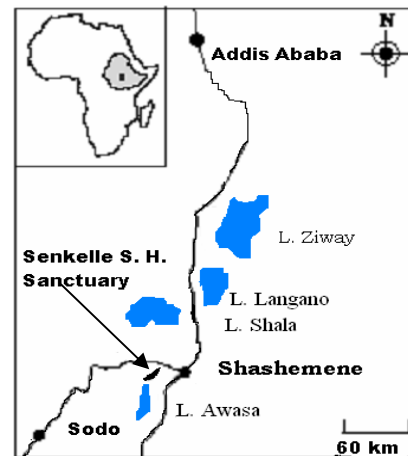 N
Addis Ababa
L. Ziway
Senkelle S. H.
Sanctuary
L. Langano
L. Shala
Shashemene
L. Awasa
Sodo
60 km